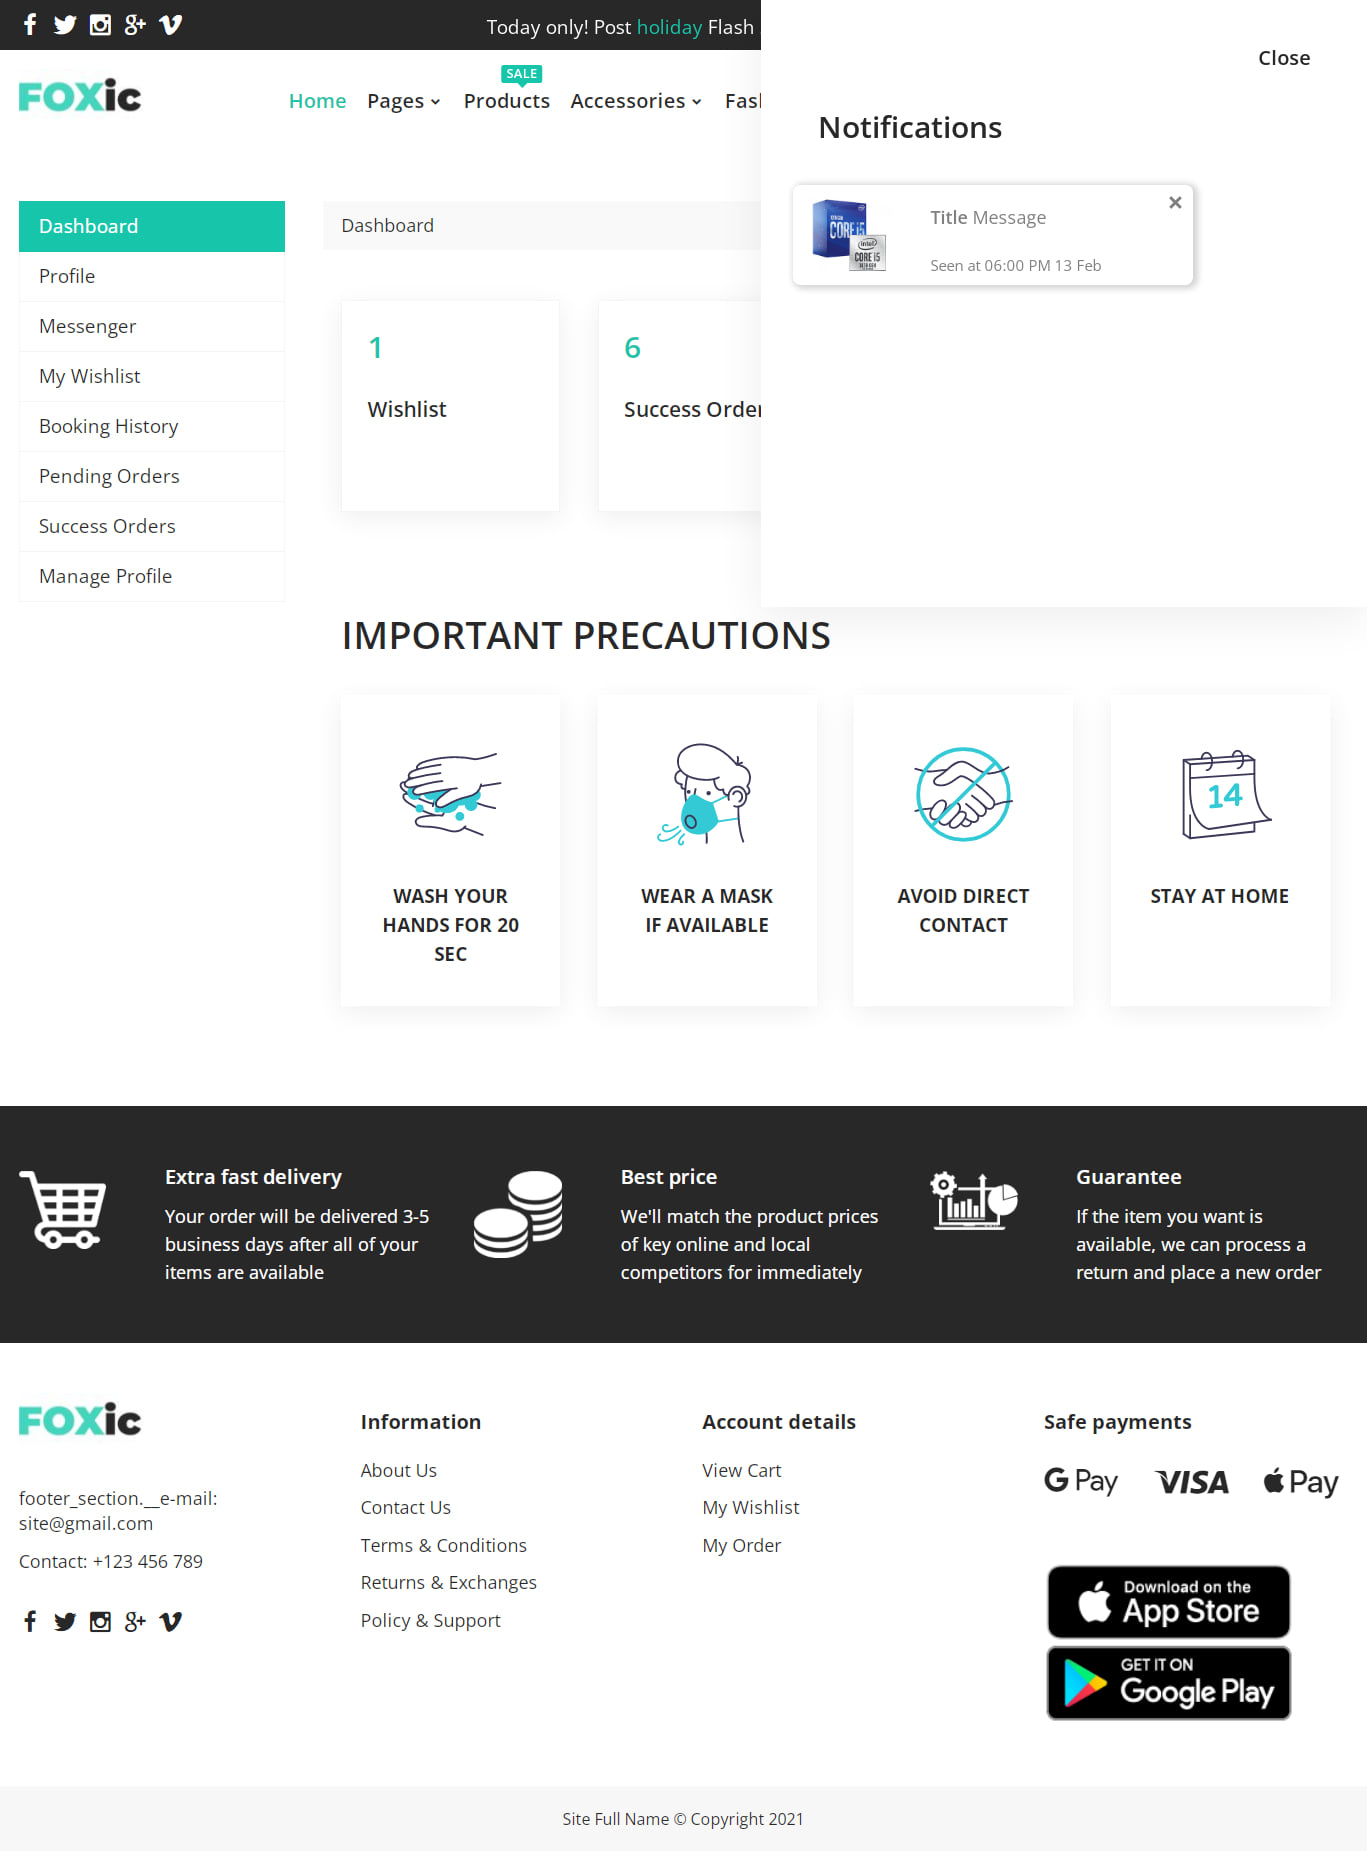 Today only! Post holiday Flash
Close
FOXic
SALE
Home Pages Products Accessories
Notifications
Title Message
Seen at 06:00 PM 13 Feb
CORE i5
intel
CORE i5
Dashboard
Profile
Messenger
My Wishlist
Booking History
Pending Orders
Success Orders
Manage Profile
Dashboard
1
Wishlist
6
Success Order
IMPORTANT PRECAUTIONS
14
WASH YOUR
HANDS FOR 20
SEC
WEAR A MASK
IF AVAILABLE
AVOID DIRECT
CONTACT
STAY AT HOME
Extra fast delivery
Your order will be delivered 3-5
business days after all of your
items are available
Best price
We'll match the product prices
of key online and local
competitors for immediately
Guarantee
If the item you want is
available, we can process a
return and place a new order
FOXic
footer_section.__e-mail:
site@gmail.com
Contact: +123 456 789
Information
About Us
Contact Us
Terms & Conditions
Returns & Exchanges
Policy & Support
Account details
View Cart
My Wishlist
My Order
Safe payments
G Pay VISA Pay
Download on the
App Store
GET IT ON
Google Play
Site Full Name © Copyright 2021